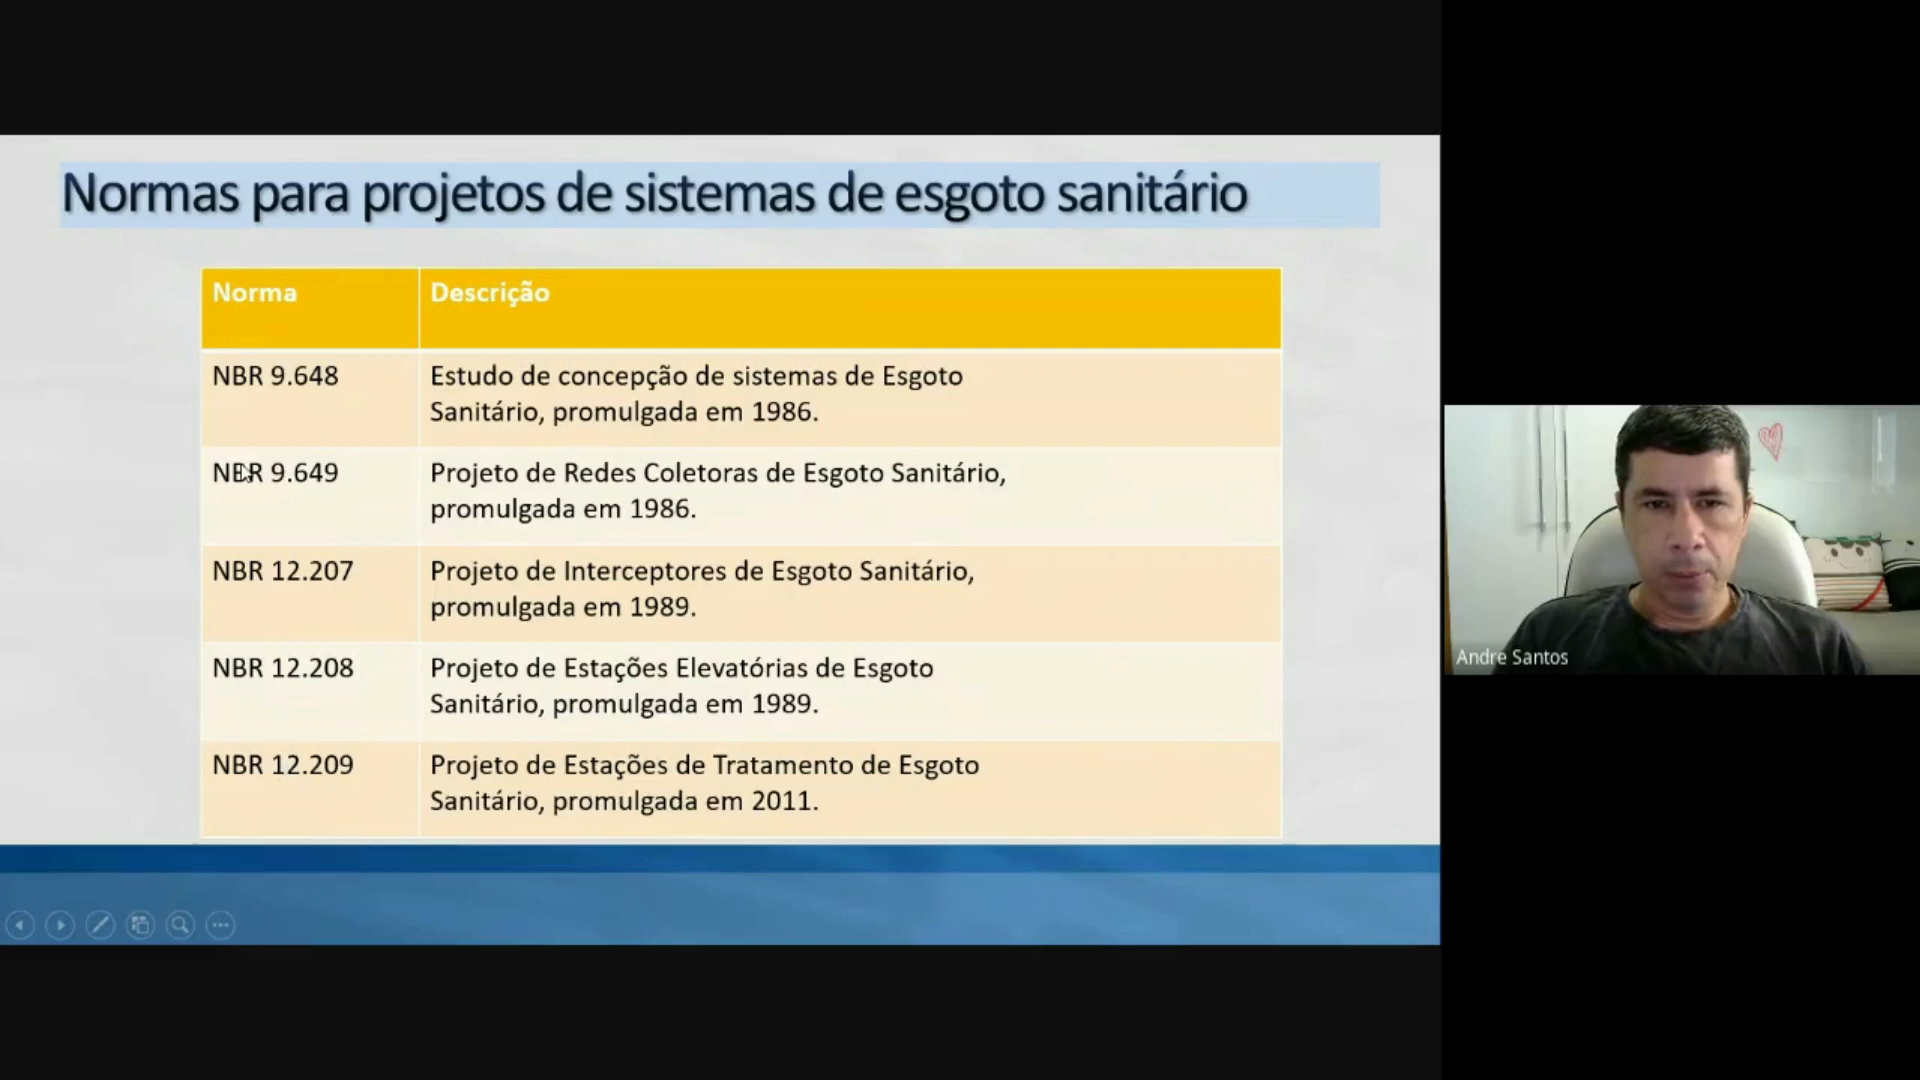 Normas para projetos de sistemas de esgoto sanitário
Norma
Descrição
NBR 9.648
Estudo de concepção de sistemas de Esgoto
Sanitário, promulgada em 1986.
NBR 9.649
Projeto de Redes Coletoras de Esgoto Sanitário,
promulgada em 1986.
NBR 12.207
Projeto de Interceptores de Esgoto Sanitário,
promulgada em 1989.
NBR 12.208
Projeto de Estações Elevatórias de Esgoto
Sanitário, promulgada em 1989.
NBR 12.209
Projeto de Estações de Tratamento de Esgoto
Sanitário, promulgada em 2011.
Andre Santos